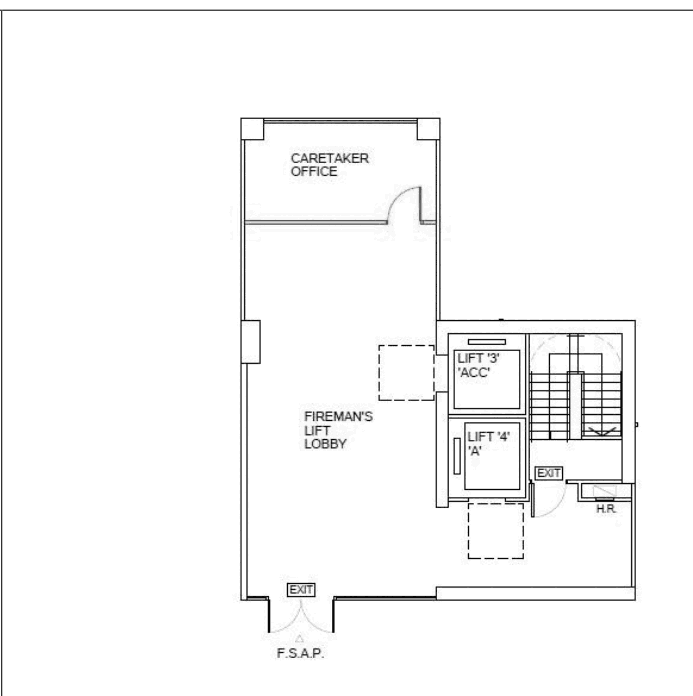 CARETAKER
OFFICE
LIFT '3'
'ACC'
FIREMAN'S
LIFT
LOBBY
LIFT '4'
'A'
EXIT
H.R.
EXIT
F.S.A.P.